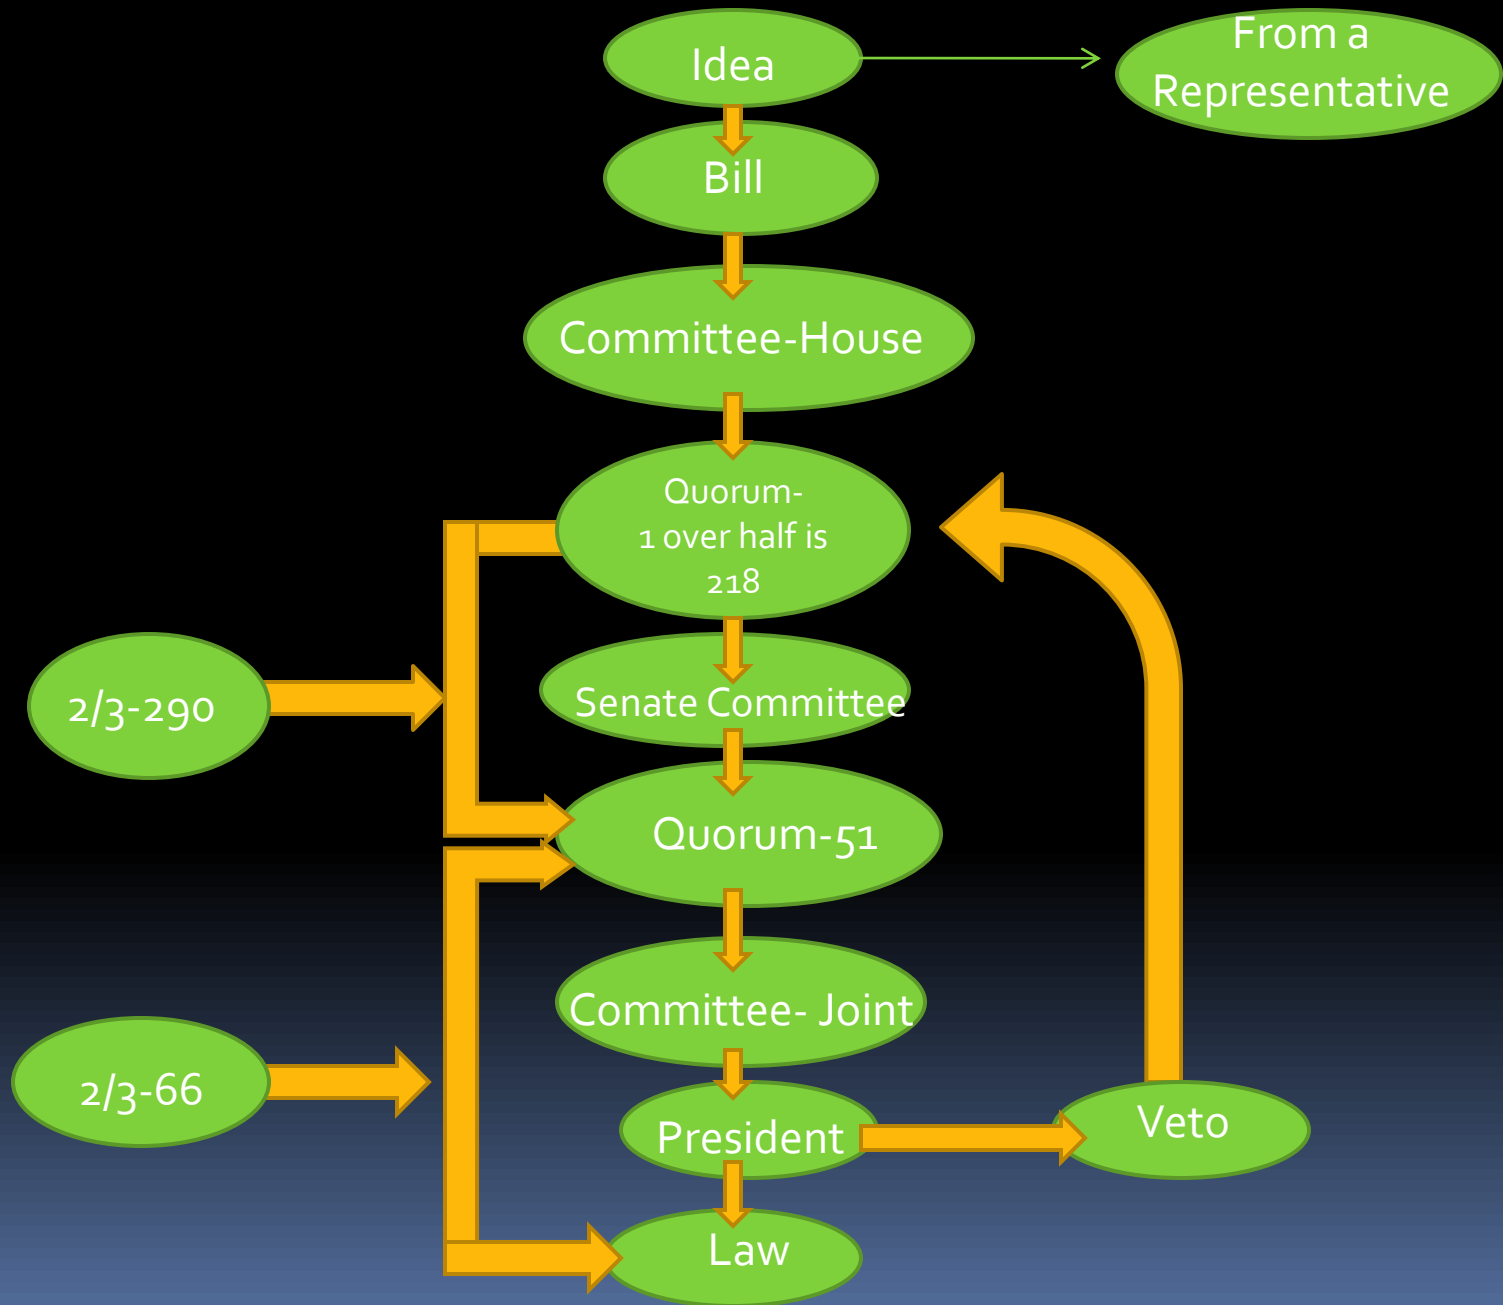 Idea
From a
Representative
Bill
Committee-House
Quorum-
1 over half is
218
2/3-290
Senate Committee
Quorum-51
Committee- Joint
2/3-66
President
Veto
Law